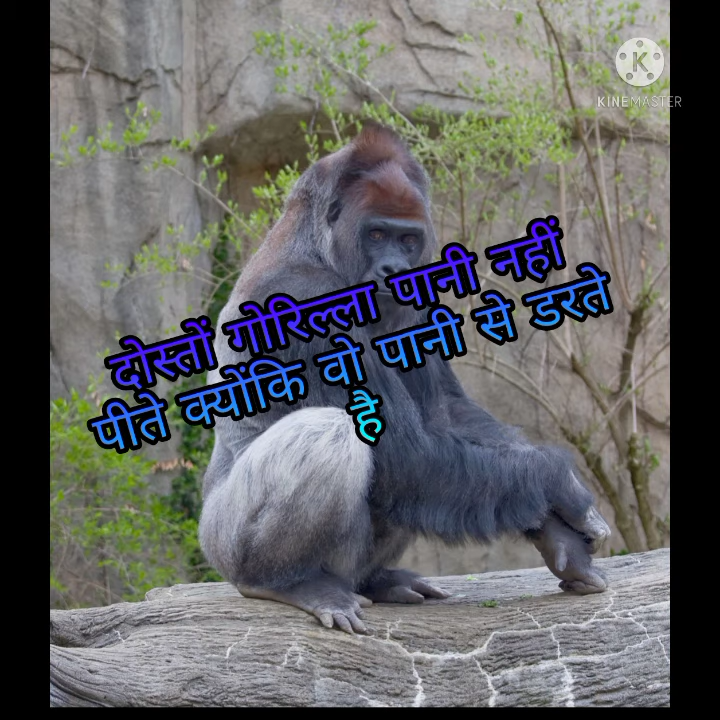 KINEMASTER
दोस्तों गोरिल्ला पानी नहीं
पीते क्योंकि वो पानी से डरते
है